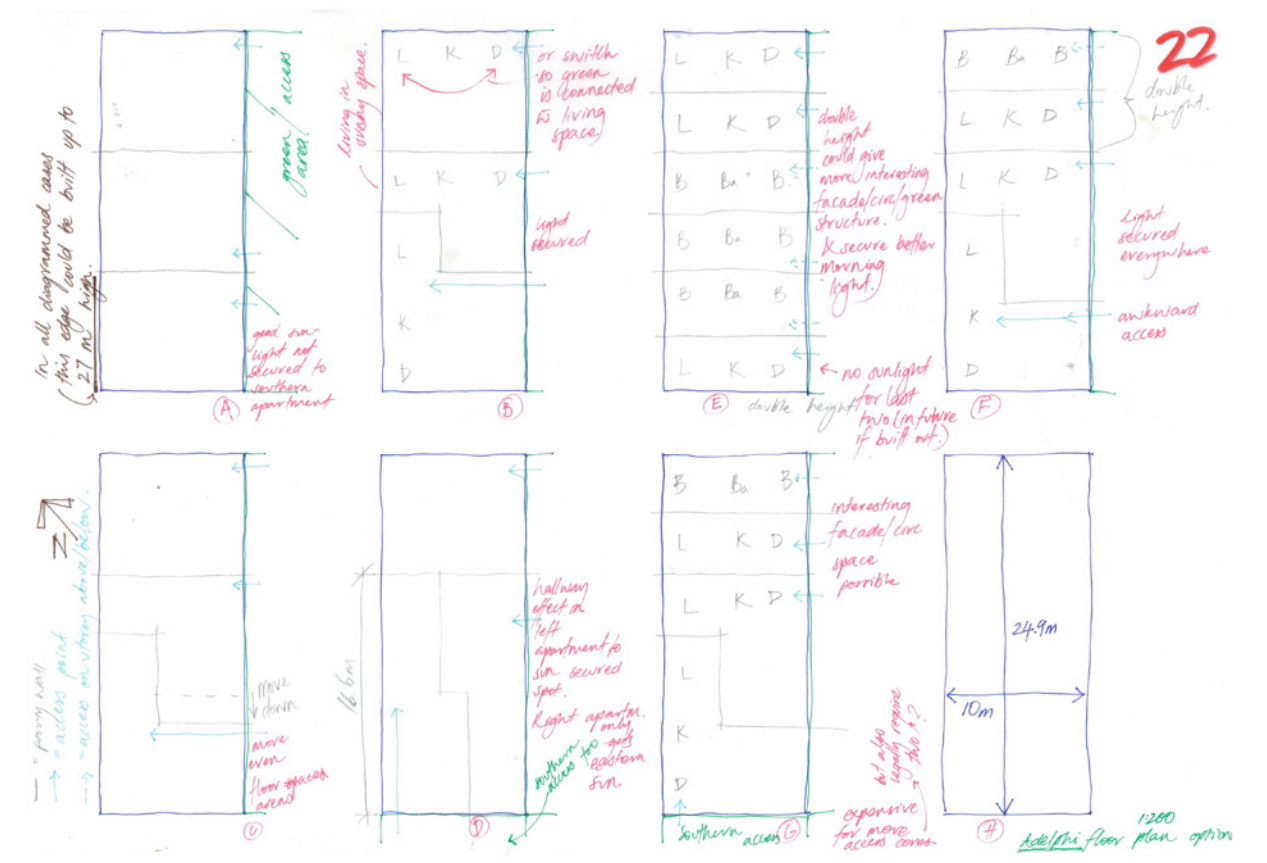 22
In all diagrammed cases
this edge could be built up to
27 m high.
green / access
area
good sun-
light not
secured to
southern
apartment
A
Living in
every space.
L K D
or switch
so green
is connected
to living
space)
L K D
light
secured
L
K
D
B
L K D
L K D
B Ba B
B Ba B
B Ba B
L K D
double
height
could give
more interesting
facade/circ/green
structure.
& secure better
morning
light.)
← no sunlight
for last
two (in future
if built out.)
E
double height
B Ba B
L K D
double
height.
L K D
light
secured
everywhere
L
K
awkward
access
D
F
N
— = party wall
→ = access point
--→ = access on storey above/below.
move
down
more
even
floor spaces
area)
C
16.6m
hallway
effect in
left
apartment to
sun secured
spot.
Right apartm.
only
gets
eastern
sun.
southern
access too
D
B Ba B
L K D
L K D
interesting
facade/circ
space
possible
L
K
D
southern access
G
but also
legally require
two?
expensive
for more
access cores
24.9m
10m
H
1:200
Adelphi floor plan options